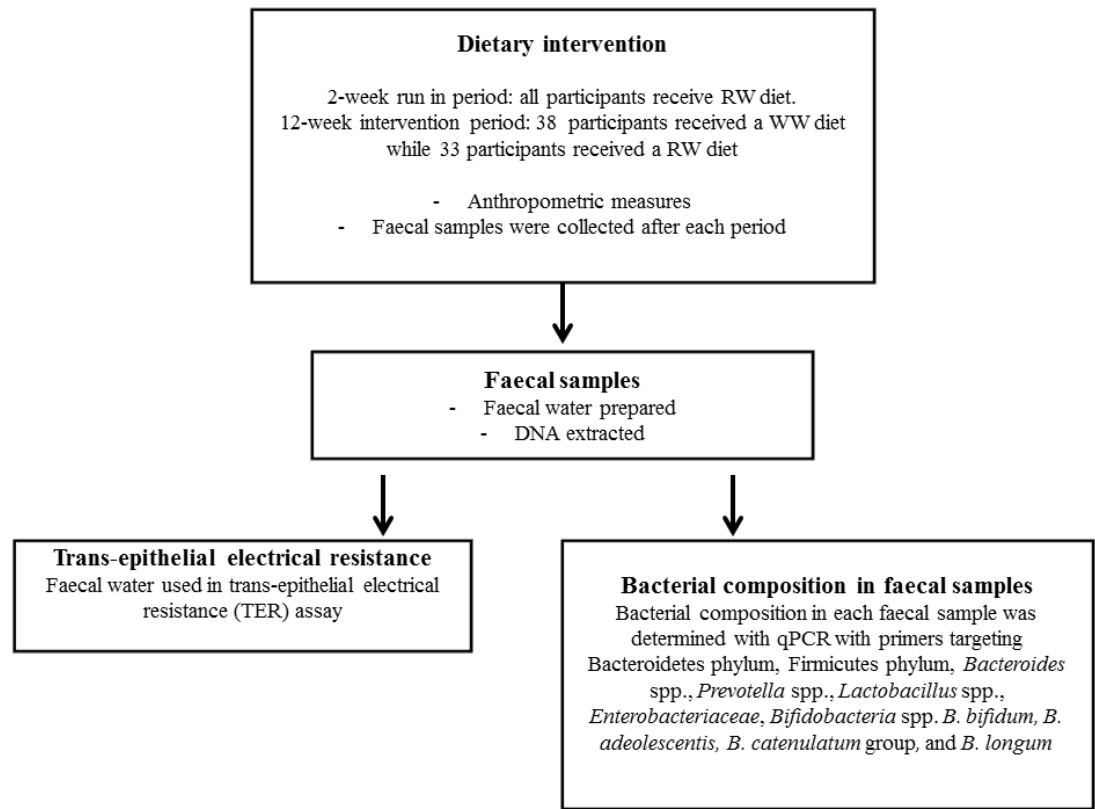 Dietary intervention
2-week run in period: all participants receive RW diet.
12-week intervention period: 38 participants received a WW diet
while 33 participants received a RW diet
- Anthropometric measures
- Faecal samples were collected after each period
Faecal samples
- Faecal water prepared
- DNA extracted
Trans-epithelial electrical resistance
Faecal water used in trans-epithelial electrical
resistance (TER) assay
Bacterial composition in faecal samples
Bacterial composition in each faecal sample was
determined with qPCR with primers targeting
Bacteroidetes phylum, Firmicutes phylum, Bacteroides
spp., Prevotella spp., Lactobacillus spp.,
Enterobacteriaceae, Bifidobacteria spp. B. bifidum, B.
adeolescentis, B. catenulatum group, and B. longum